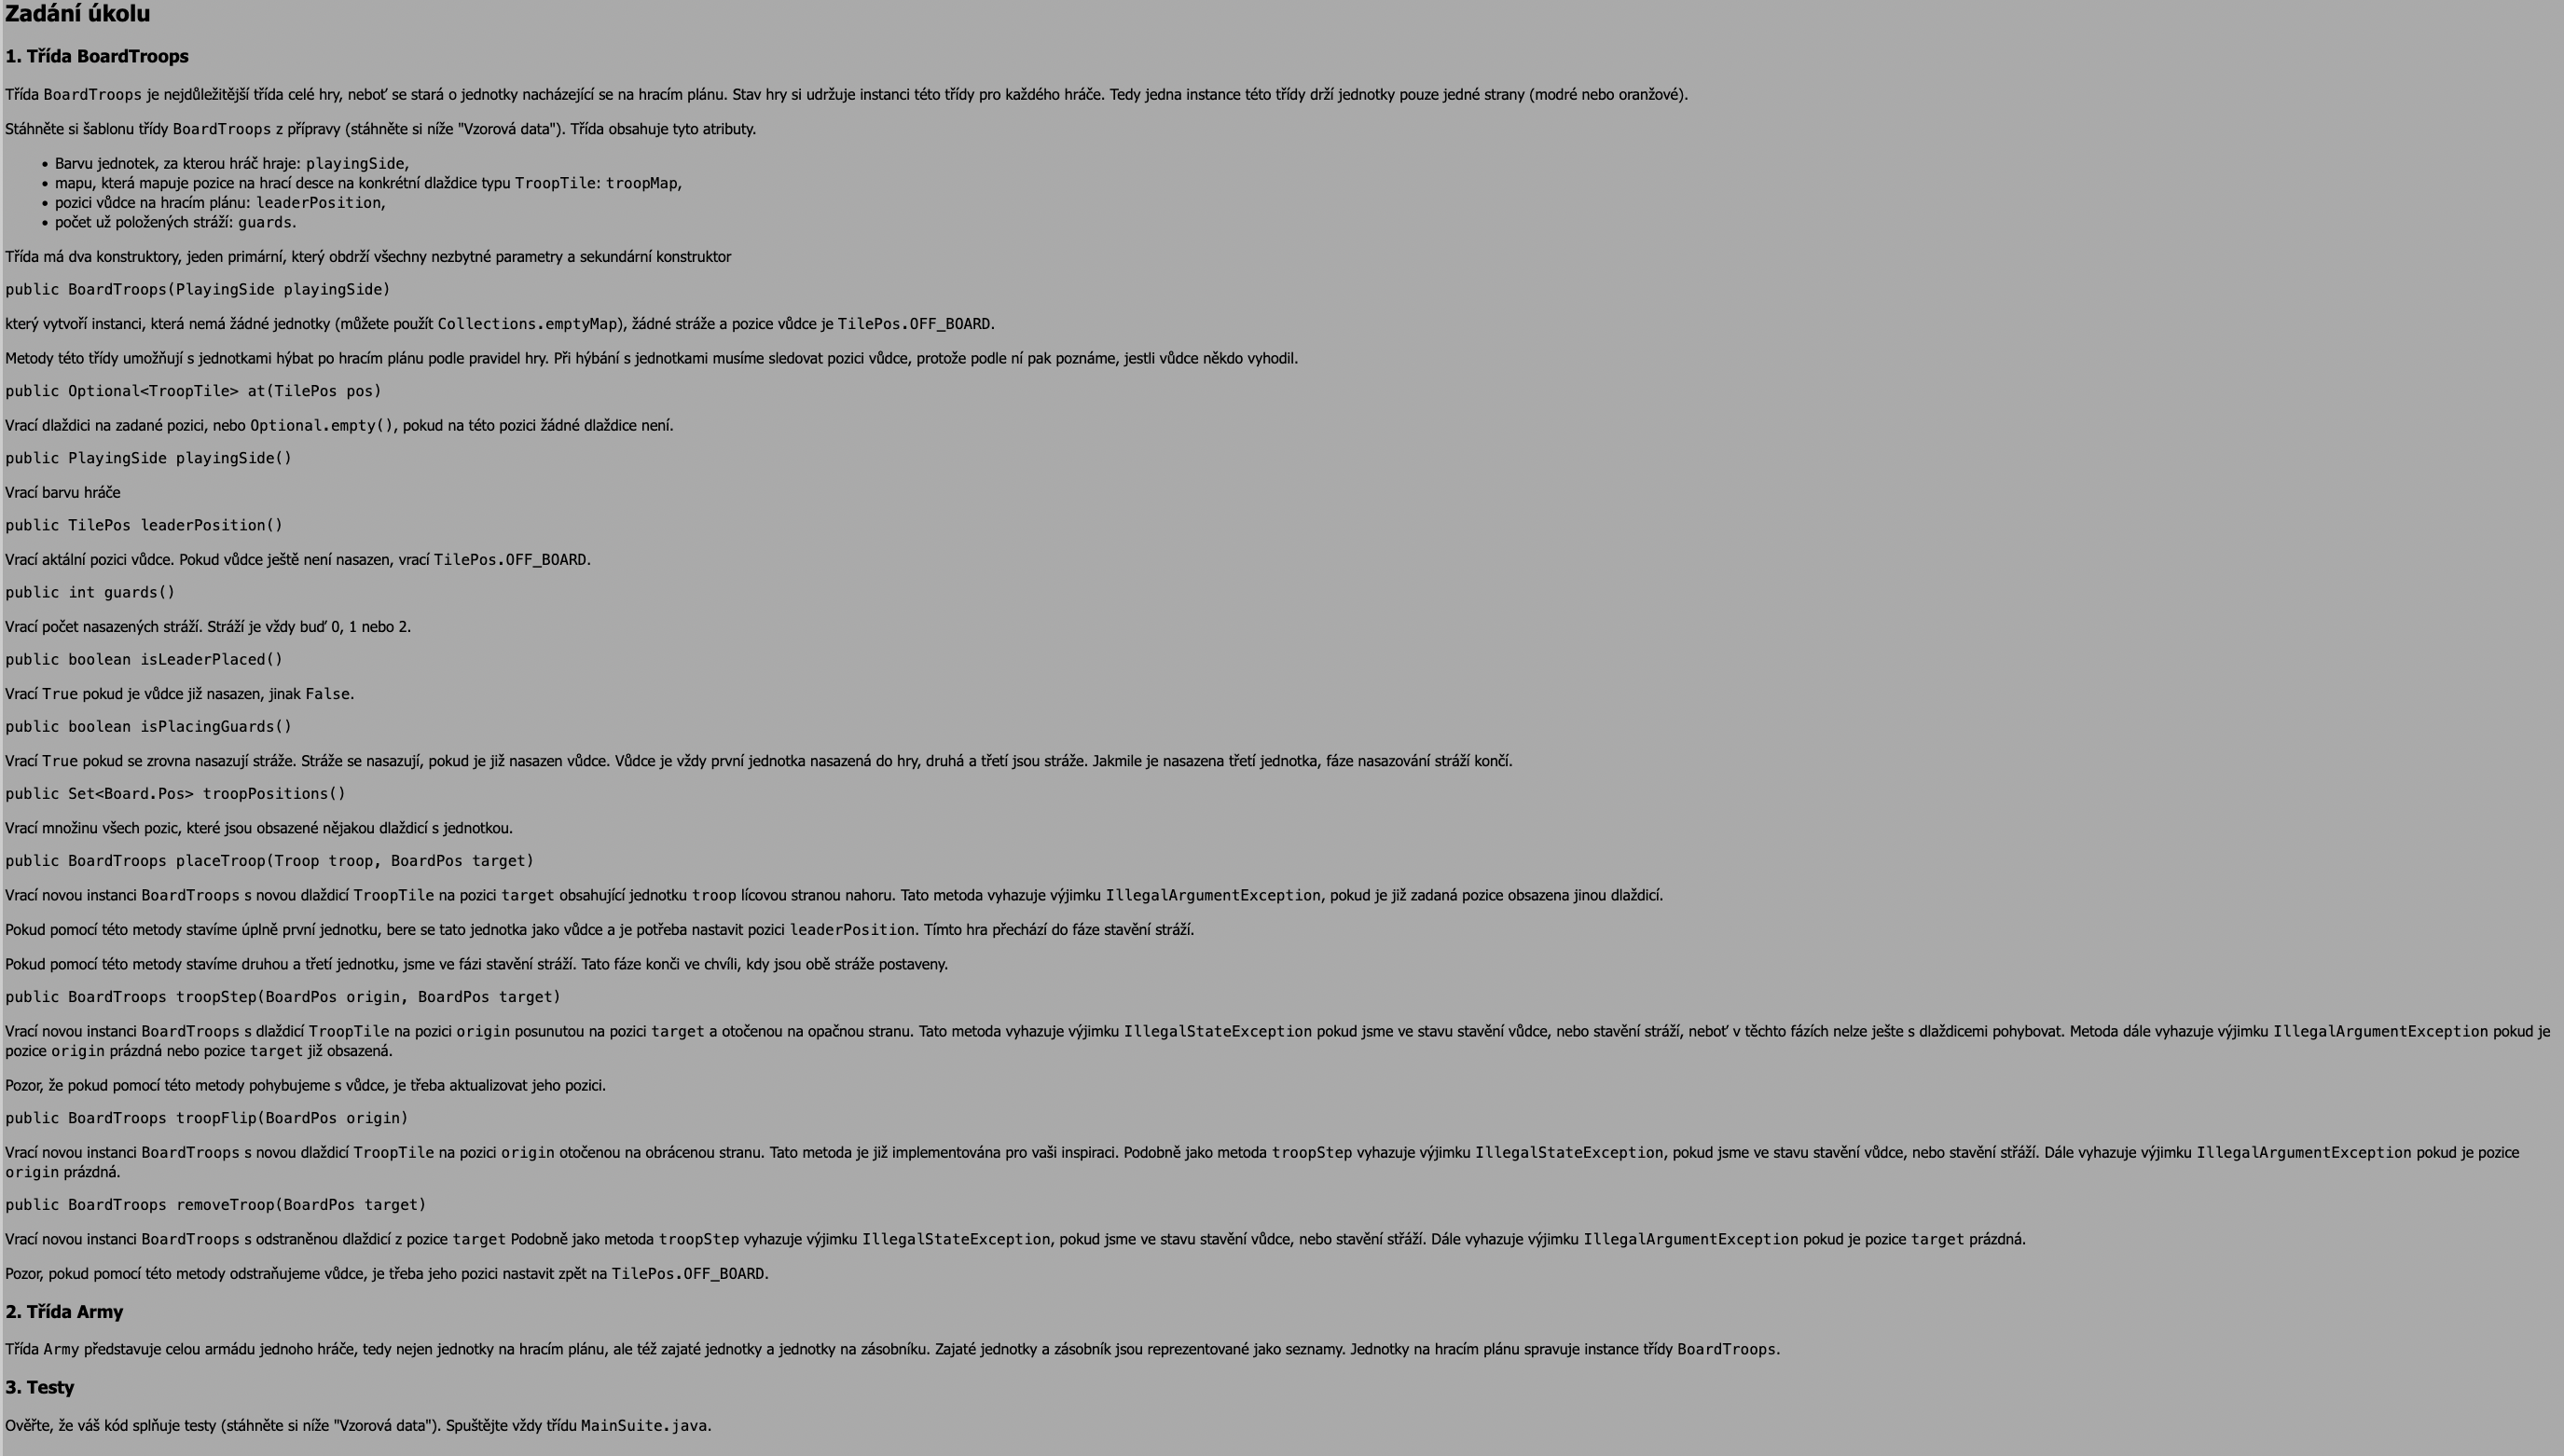 Zadání úkolu
1. Třída BoardTroops
Třída BoardTroops je nejdůležitější třída celé hry, neboť se stará o jednotky nacházející se na hracím plánu. Stav hry si udržuje instanci této třídy pro každého hráče. Tedy jedna instance této třídy drží jednotky pouze jedné strany (modré nebo oranžové).
Stáhněte si šablonu třídy BoardTroops z přípravy (stáhněte si níže "Vzorová data"). Třída obsahuje tyto atributy.
• Barvu jednotek, za kterou hráč hraje: playingSide,
• mapu, která mapuje pozice na hrací desce na konkrétní dlaždice typu TroopTile: troopMap,
• pozici vůdce na hracím plánu: leaderPosition,
• počet už položených stráží: guards.
Třída má dva konstruktory, jeden primární, který obdrží všechny nezbytné parametry a sekundární konstruktor
public BoardTroops(PlayingSide playingSide)
který vytvoří instanci, která nemá žádné jednotky (můžete použít Collections.emptyMap), žádné stráže a pozice vůdce je TilePos.OFF_BOARD.
Metody této třídy umožňují s jednotkami hýbat po hracím plánu podle pravidel hry. Při hýbání s jednotkami musíme sledovat pozici vůdce, protože podle ní pak poznáme, jestli vůdce někdo vyhodil.
public Optional<TroopTile> at(TilePos pos)
Vrací dlaždici na zadané pozici, nebo Optional.empty(), pokud na této pozici žádné dlaždice není.
public PlayingSide playingSide()
Vrací barvu hráče
public TilePos leaderPosition()
Vrací aktální pozici vůdce. Pokud vůdce ještě není nasazen, vrací TilePos.OFF_BOARD.
public int guards()
Vrací počet nasazených stráží. Stráží je vždy buď 0, 1 nebo 2.
public boolean isLeaderPlaced()
Vrací True pokud je vůdce již nasazen, jinak False.
public boolean isPlacingGuards()
Vrací True pokud se zrovna nasazují stráže. Stráže se nasazují, pokud je již nasazen vůdce. Vůdce je vždy první jednotka nasazená do hry, druhá a třetí jsou stráže. Jakmile je nasazena třetí jednotka, fáze nasazování stráží končí.
public Set<Board.Pos> troopPositions()
Vrací množinu všech pozic, které jsou obsazené nějakou dlaždicí s jednotkou.
public BoardTroops placeTroop(Troop troop, BoardPos target)
Vrací novou instanci BoardTroops s novou dlaždicí TroopTile na pozici target obsahující jednotku troop lícovou stranou nahoru. Tato metoda vyhazuje výjimku IllegalArgumentException, pokud je již zadaná pozice obsazena jinou dlaždicí.
Pokud pomocí této metody stavíme úplně první jednotku, bere se tato jednotka jako vůdce a je potřeba nastavit pozici leaderPosition. Tímto hra přechází do fáze stavění stráží.
Pokud pomocí této metody stavíme druhou a třetí jednotku, jsme ve fázi stavění stráží. Tato fáze konči ve chvíli, kdy jsou obě stráže postaveny.
public BoardTroops troopStep(BoardPos origin, BoardPos target)
Vrací novou instanci BoardTroops s dlaždicí TroopTile na pozici origin posunutou na pozici target a otočenou na opačnou stranu. Tato metoda vyhazuje výjimku IllegalStateException pokud jsme ve stavu stavění vůdce, nebo stavění stráží, neboť v těchto fázích nelze ješte s dlaždicemi pohybovat. Metoda dále vyhazuje výjimku IllegalArgumentException pokud je
pozice origin prázdná nebo pozice target již obsazená.
Pozor, že pokud pomocí této metody pohybujeme s vůdce, je třeba aktualizovat jeho pozici.
public BoardTroops troopFlip(BoardPos origin)
Vrací novou instanci BoardTroops s novou dlaždicí TroopTile na pozici origin otočenou na obrácenou stranu. Tato metoda je již implementována pro vaši inspiraci. Podobně jako metoda troopStep vyhazuje výjimku IllegalStateException, pokud jsme ve stavu stavění vůdce, nebo stavění střáží. Dále vyhazuje výjimku IllegalArgumentException pokud je pozice
origin prázdná.
public BoardTroops removeTroop(BoardPos target)
Vrací novou instanci BoardTroops s odstraněnou dlaždicí z pozice target Podobně jako metoda troopStep vyhazuje výjimku IllegalStateException, pokud jsme ve stavu stavění vůdce, nebo stavění střáží. Dále vyhazuje výjimku IllegalArgumentException pokud je pozice target prázdná.
Pozor, pokud pomocí této metody odstraňujeme vůdce, je třeba jeho pozici nastavit zpět na TilePos.OFF_BOARD.
2. Třída Army
Třída Army představuje celou armádu jednoho hráče, tedy nejen jednotky na hracím plánu, ale též zajaté jednotky a jednotky na zásobníku. Zajaté jednotky a zásobník jsou reprezentované jako seznamy. Jednotky na hracím plánu spravuje instance třídy BoardTroops.
3. Testy
Ověřte, že váš kód splňuje testy (stáhněte si níže "Vzorová data"). Spuštějte vždy třídu MainSuite.java.